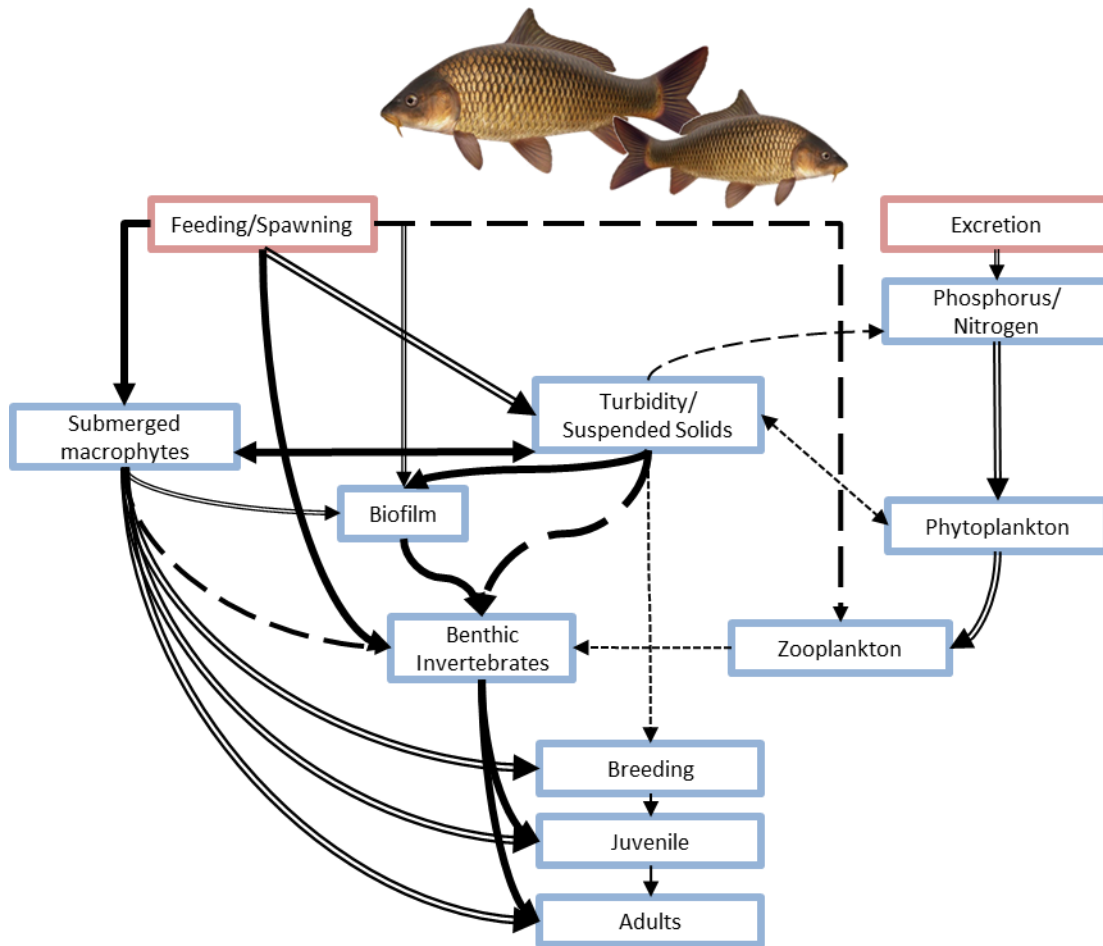 Feeding/Spawning
Excretion
Phosphorus/
Nitrogen
Turbidity/
Suspended Solids
Submerged
macrophytes
Biofilm
Phytoplankton
Benthic
Invertebrates
Zooplankton
Breeding
Juvenile
Adults